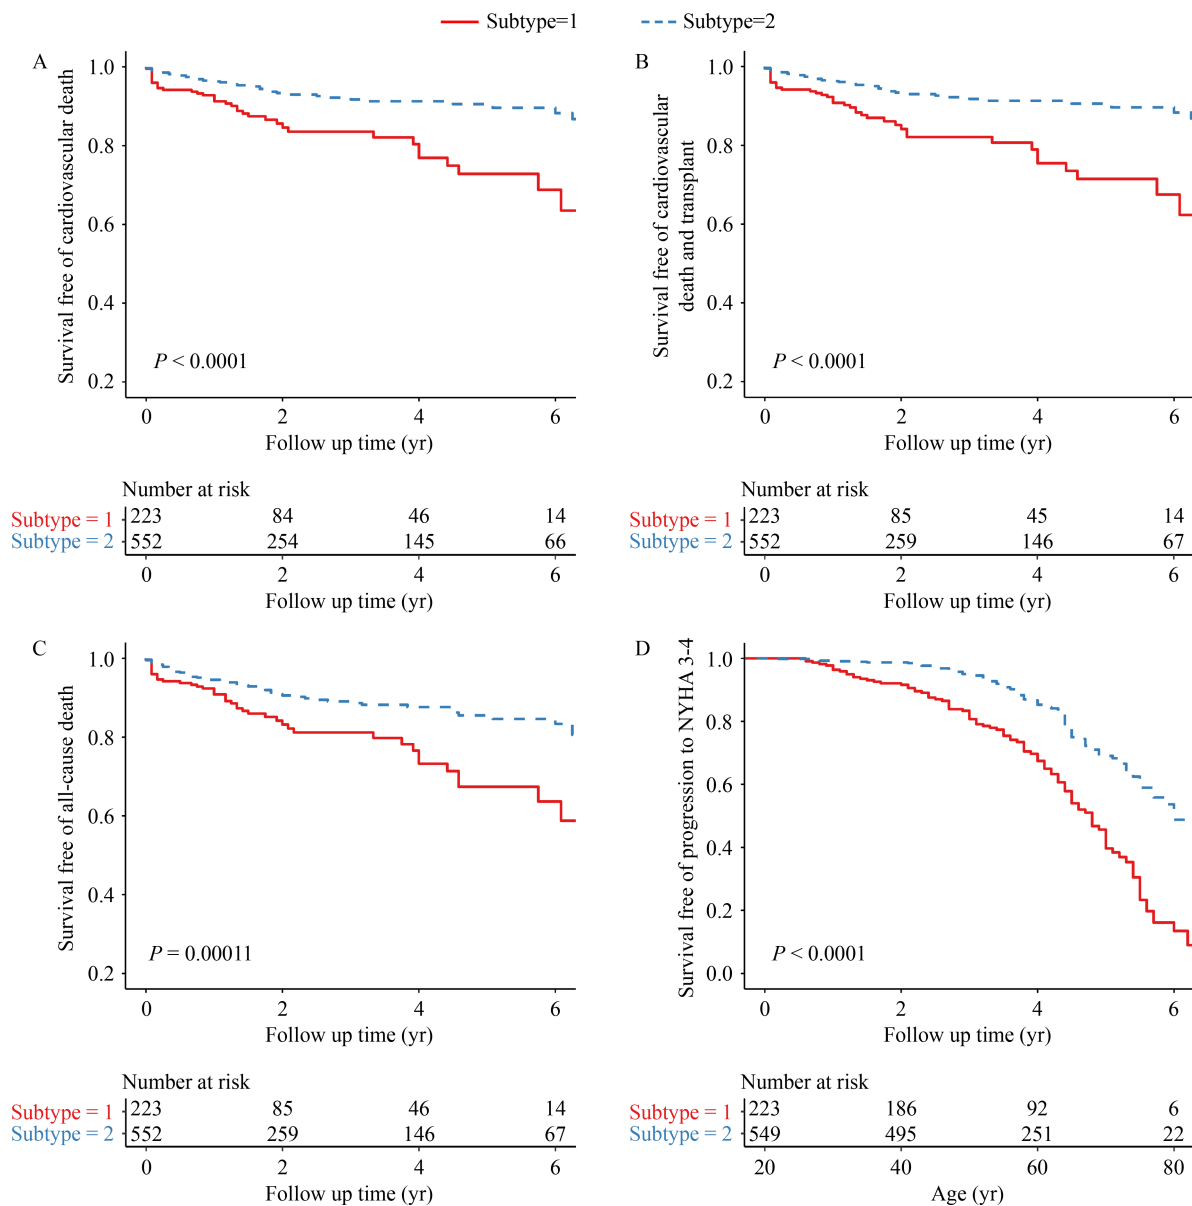 Subtype=1 Subtype=2
A
Survival free of cardiovascular death
1.0
0.8
0.6
0.4
0.2
P < 0.0001
0 2 4 6
Follow up time (yr)
Number at risk
Subtype = 1 223 84 46 14
Subtype = 2 552 254 145 66
0 2 4 6
Follow up time (yr)
B
Survival free of cardiovascular
death and transplant
1.0
0.8
0.6
0.4
0.2
P < 0.0001
0 2 4 6
Follow up time (yr)
Number at risk
Subtype = 1 223 85 45 14
Subtype = 2 552 259 146 67
0 2 4 6
Follow up time (yr)
C
Survival free of all-cause death
1.0
0.8
0.6
0.4
0.2
P = 0.00011
0 2 4 6
Follow up time (yr)
Number at risk
Subtype = 1 223 85 46 14
Subtype = 2 552 259 146 67
0 2 4 6
Follow up time (yr)
D
Survival free of progression to NYHA 3-4
1.0
0.8
0.6
0.4
0.2
0.0
P < 0.0001
0 2 4 6
Follow up time (yr)
Number at risk
Subtype = 1 223 186 92 6
Subtype = 2 549 495 251 22
20 40 60 80
Age (yr)